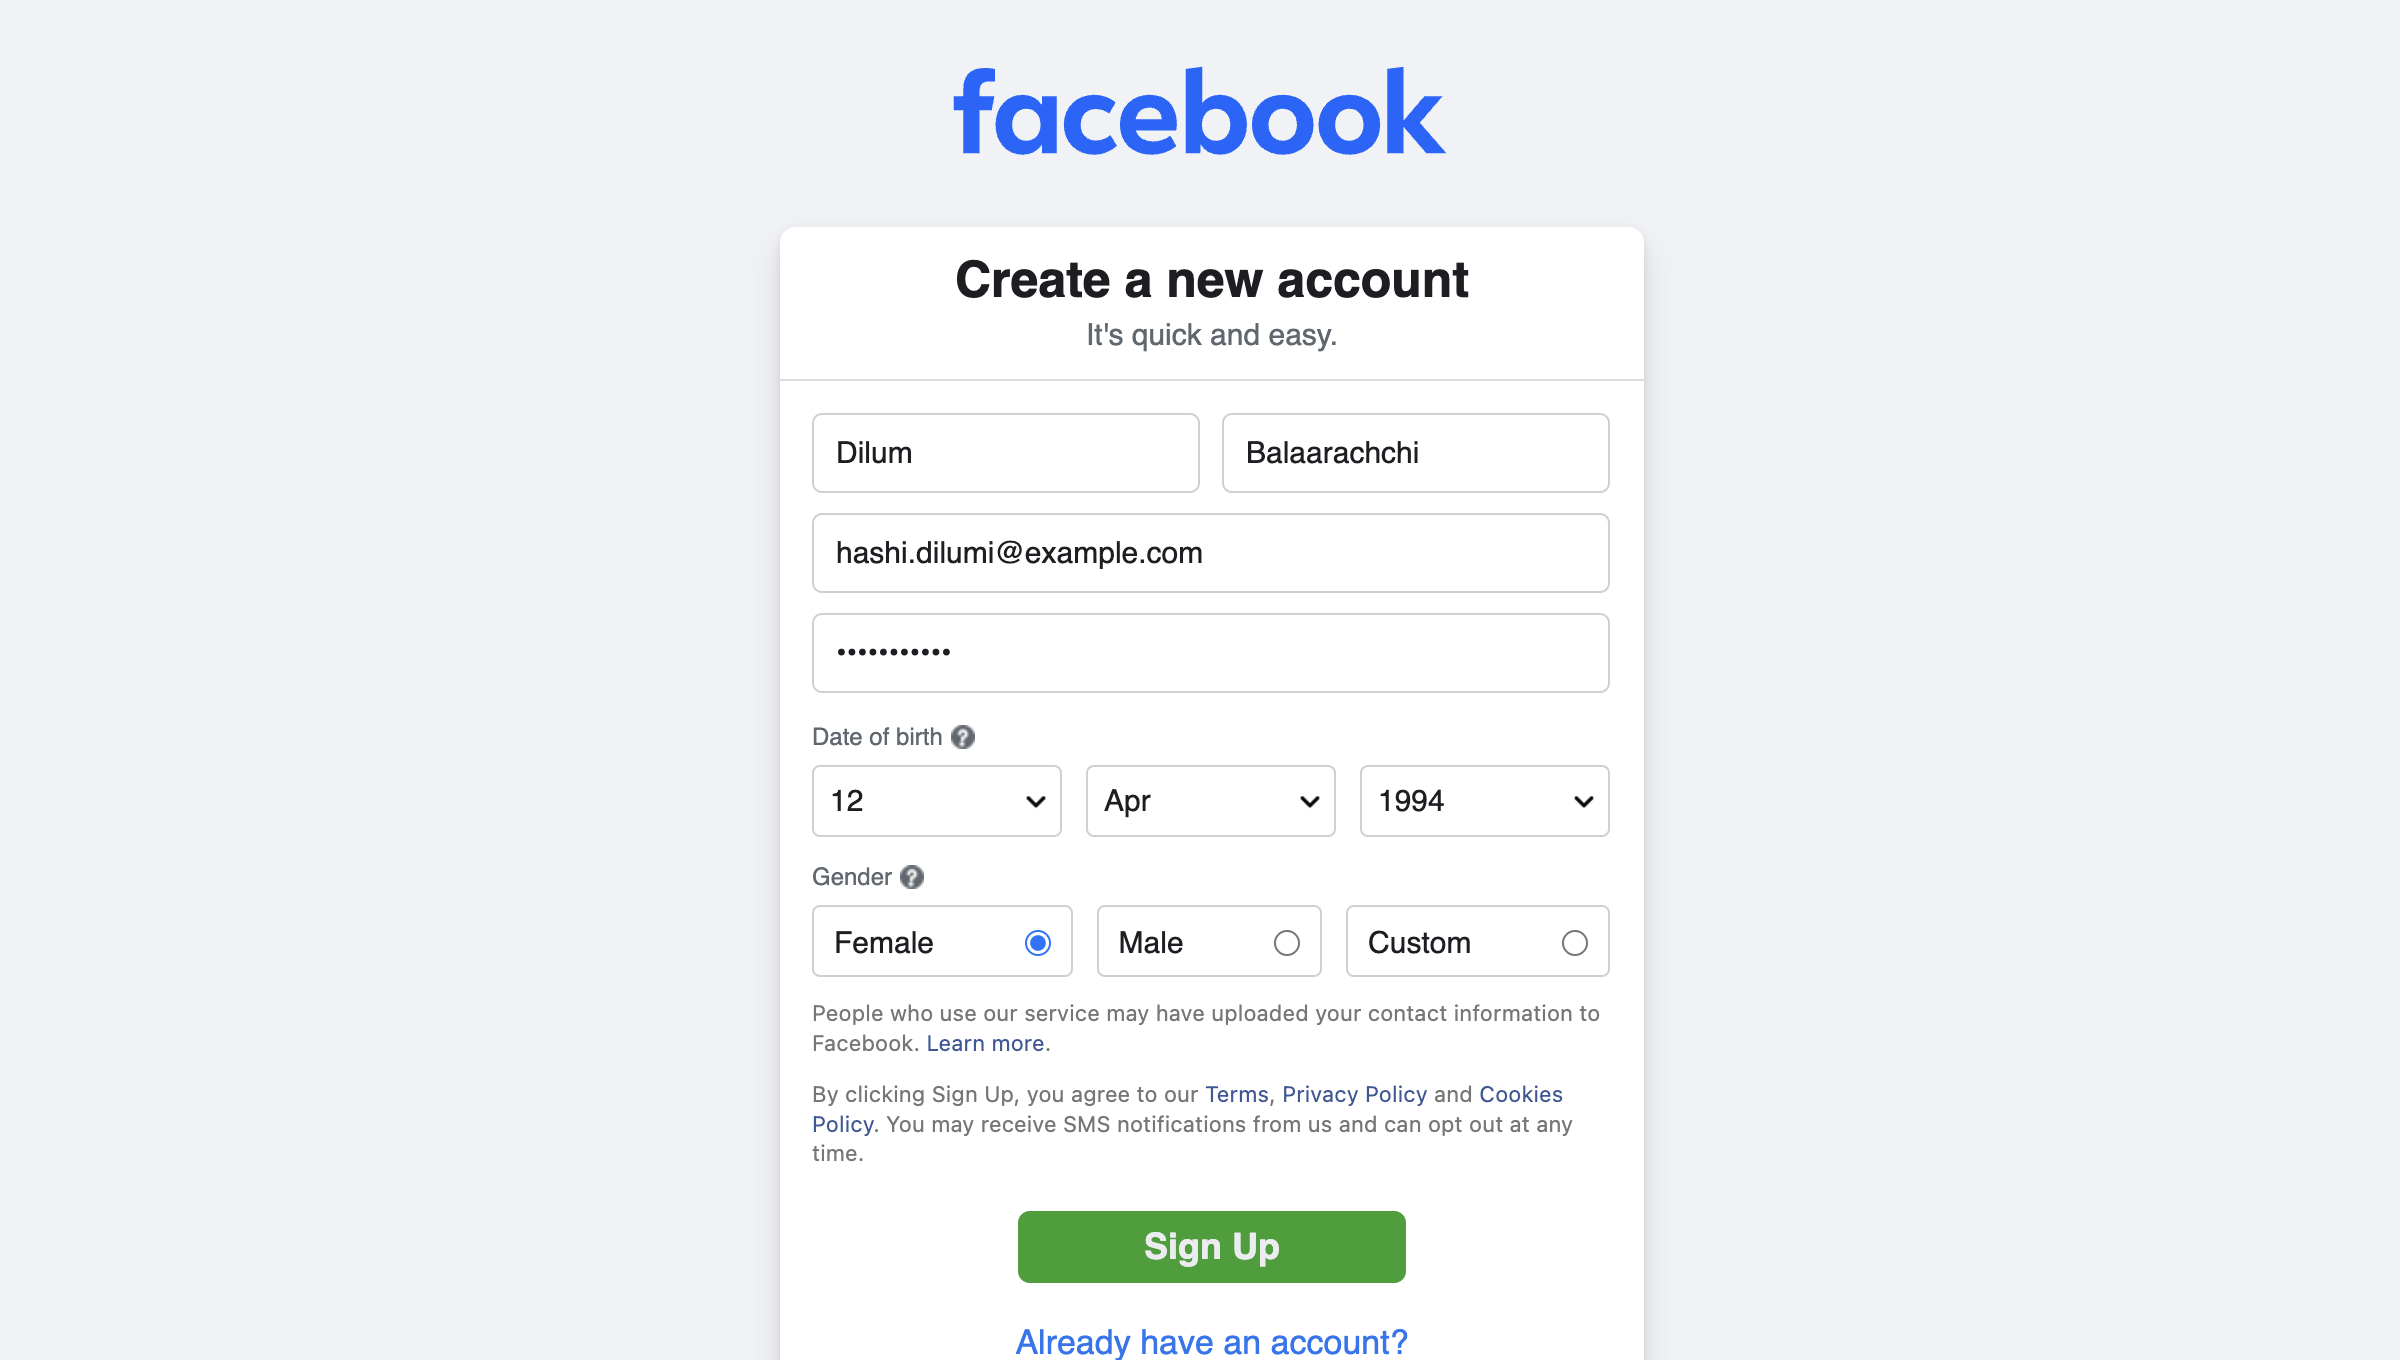 facebook
Create a new account
It's quick and easy.
Dilum Balaarachchi
hashi.dilumi@example.com
•••••••••••
Date of birth ?
12 Apr 1994
Gender ?
Female Male Custom
People who use our service may have uploaded your contact information to
Facebook. Learn more.
By clicking Sign Up, you agree to our Terms, Privacy Policy and Cookies
Policy. You may receive SMS notifications from us and can opt out at any
time.
Sign Up
Already have an account?